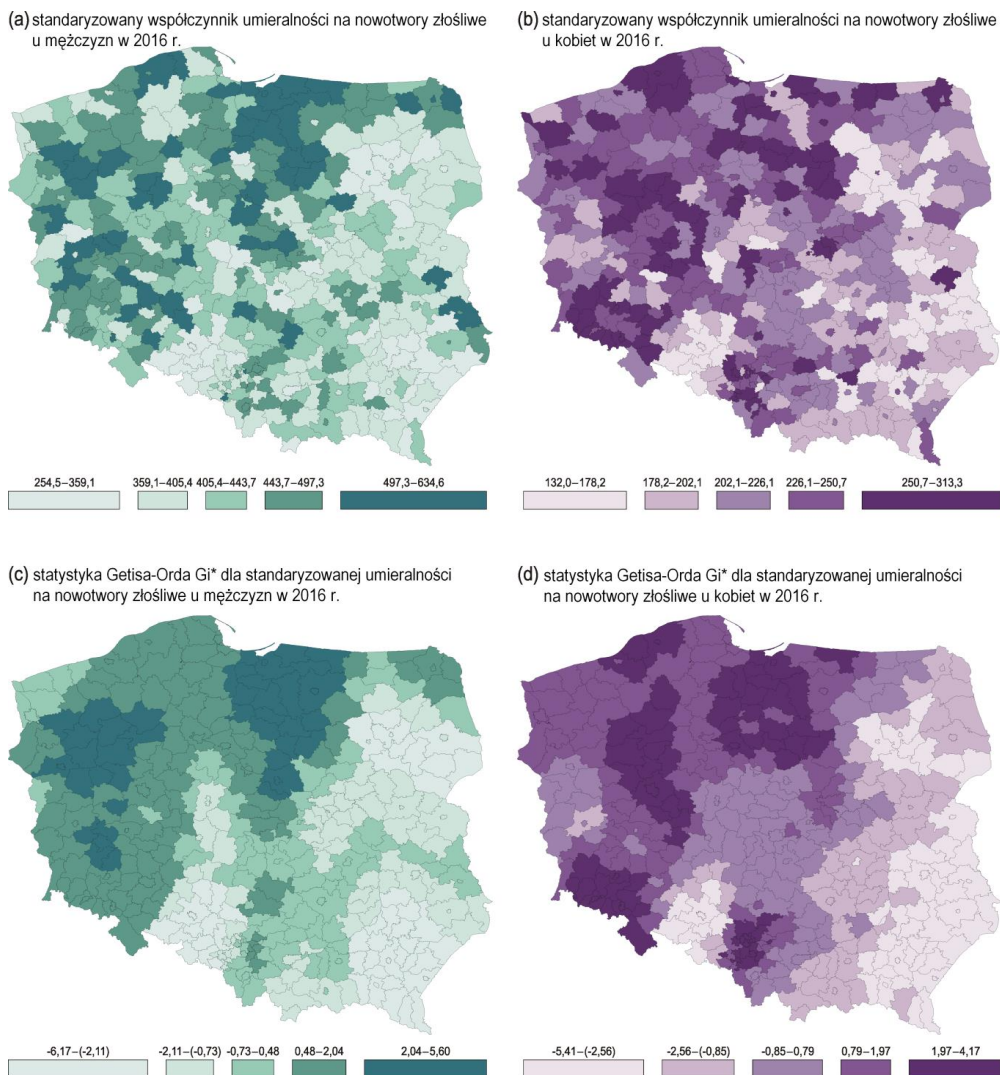 (a) standaryzowany współczynnik umieralności na nowotwory złośliwe
u mężczyzn w 2016 r.
(b) standaryzowany współczynnik umieralności na nowotwory złośliwe
u kobiet w 2016 r.
254,5–359,1 359,1–405,4 405,4–443,7 443,7–497,3 497,3–634,6
132,0–178,2 178,2–202,1 202,1–226,1 226,1–250,7 250,7–313,3
(c) statystyka Getisa-Orda Gi* dla standaryzowanej umieralności
na nowotwory złośliwe u mężczyzn w 2016 r.
(d) statystyka Getisa-Orda Gi* dla standaryzowanej umieralności
na nowotwory złośliwe u kobiet w 2016 r.
-6,17–(-2,11) -2,11–(-0,73) -0,73–0,48 0,48–2,04 2,04–5,60
-5,41–(-2,56) -2,56–(-0,85) -0,85–0,79 0,79–1,97 1,97–4,17